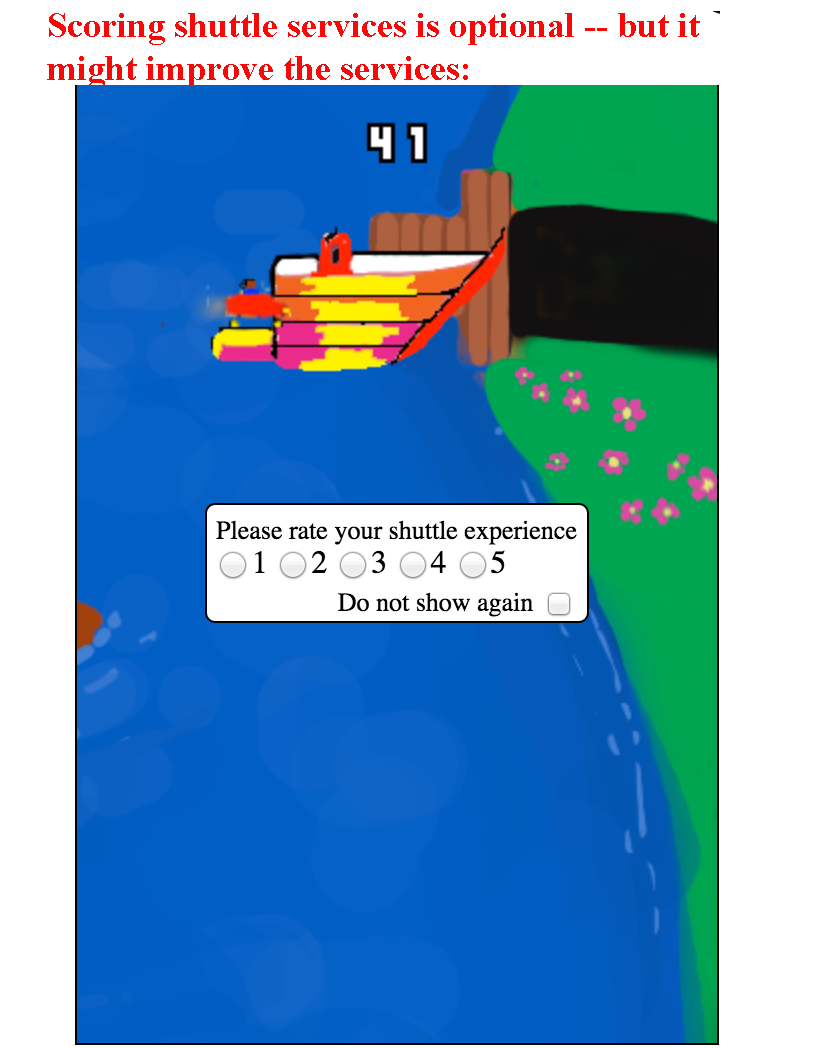 Scoring shuttle services is optional -- but it
might improve the services:
41
Please rate your shuttle experience
1 2 3 4 5
Do not show again